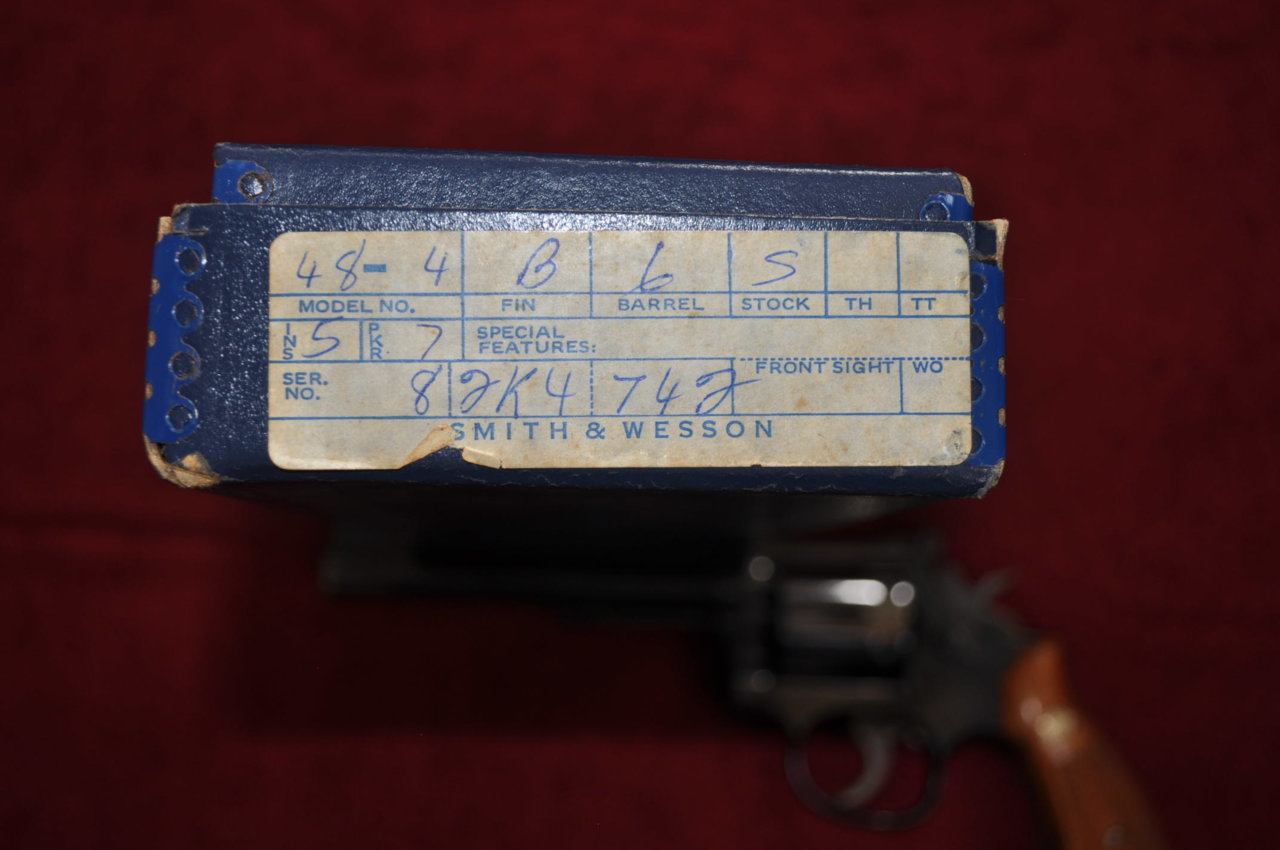 48-4 B 6 S
MODEL NO. FIN BARREL STOCK TH TT
INS 5 PKR. 7 SPECIAL FEATURES:
FRONT SIGHT WO
SER. NO. 82K4742
SMITH & WESSON